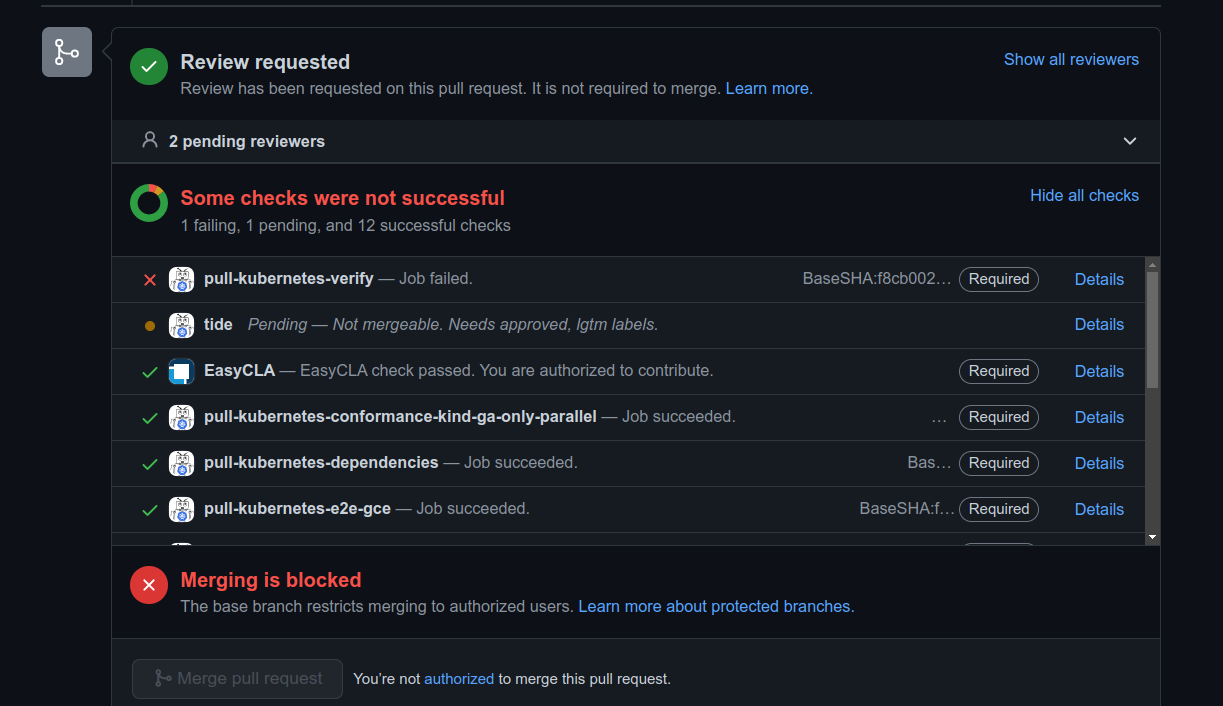 Review requested
Show all reviewers
Review has been requested on this pull request. It is not required to merge. Learn more.
2 pending reviewers
Some checks were not successful
Hide all checks
1 failing, 1 pending, and 12 successful checks
pull-kubernetes-verify — Job failed. BaseSHA:f8cb002… Required Details
tide Pending — Not mergeable. Needs approved, lgtm labels. Details
EasyCLA — EasyCLA check passed. You are authorized to contribute. Required Details
pull-kubernetes-conformance-kind-ga-only-parallel — Job succeeded. … Required Details
pull-kubernetes-dependencies — Job succeeded. Bas… Required Details
pull-kubernetes-e2e-gce — Job succeeded. BaseSHA:f… Required Details
Merging is blocked
The base branch restricts merging to authorized users. Learn more about protected branches.
Merge pull request You're not authorized to merge this pull request.